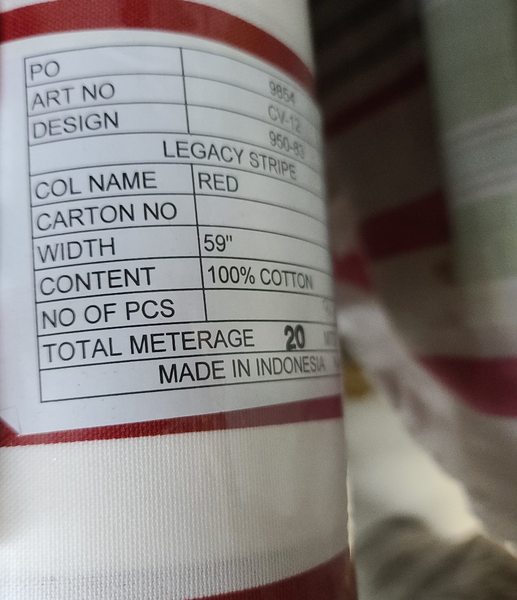 PO 9854
ART NO CV-12
DESIGN 950-83
LEGACY STRIPE
COL NAME RED
CARTON NO
WIDTH 59"
CONTENT 100% COTTON
NO OF PCS
TOTAL METERAGE 20
MADE IN INDONESIA